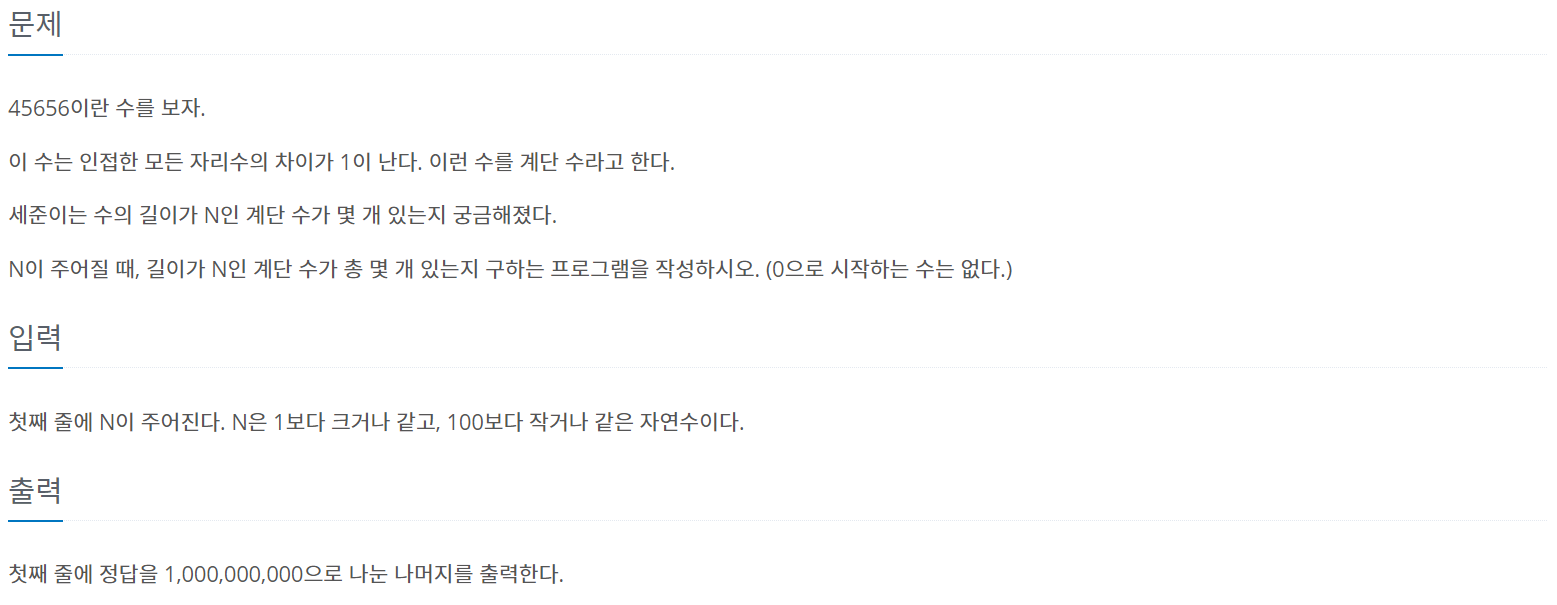 문제
45656이란 수를 보자.
이 수는 인접한 모든 자리수의 차이가 1이 난다. 이런 수를 계단 수라고 한다.
세준이는 수의 길이가 N인 계단 수가 몇 개 있는지 궁금해졌다.
N이 주어질 때, 길이가 N인 계단 수가 총 몇 개 있는지 구하는 프로그램을 작성하시오. (0으로 시작하는 수는 없다.)
입력
첫째 줄에 N이 주어진다. N은 1보다 크거나 같고, 100보다 작거나 같은 자연수이다.
출력
첫째 줄에 정답을 1,000,000,000으로 나눈 나머지를 출력한다.